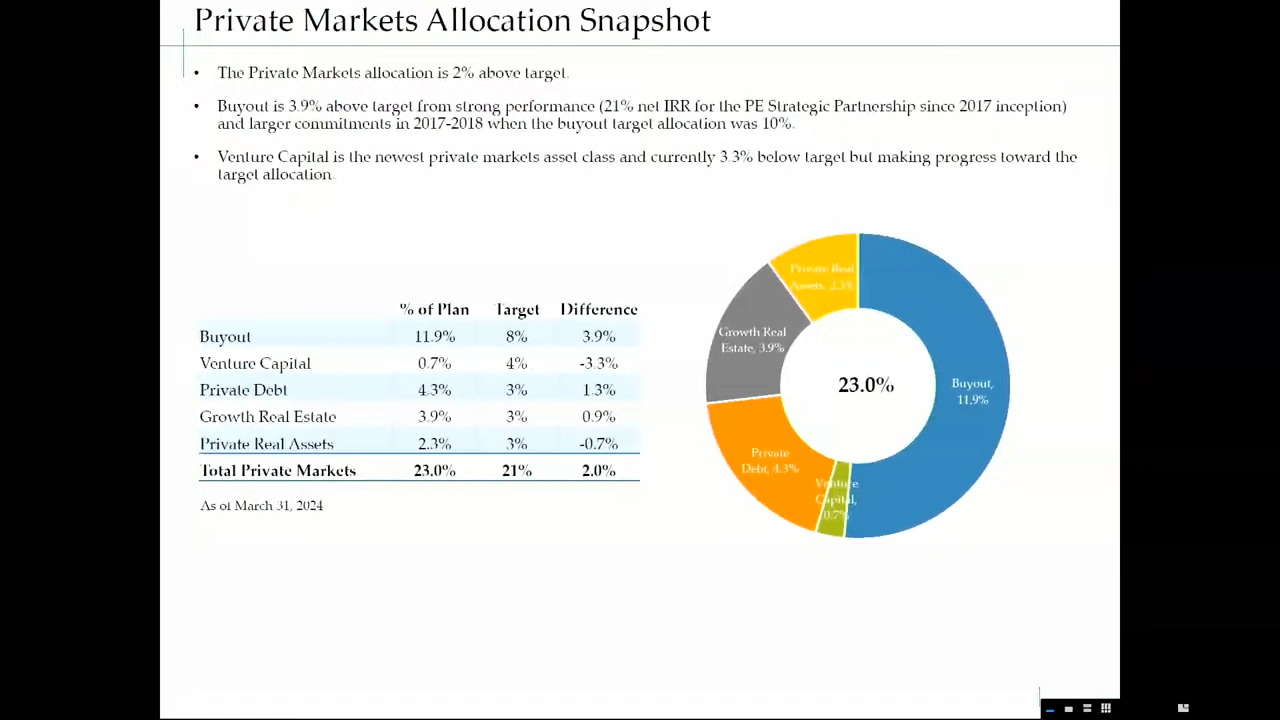 Private Markets Allocation Snapshot
• The Private Markets allocation is 2% above target.
• Buyout is 3.9% above target from strong performance (21% net IRR for the PE Strategic Partnership since 2017 inception)
and larger commitments in 2017-2018 when the buyout target allocation was 10%.
• Venture Capital is the newest private markets asset class and currently 3.3% below target but making progress toward the
target allocation.
% of Plan Target Difference
Buyout 11.9% 8% 3.9%
Venture Capital 0.7% 4% -3.3%
Private Debt 4.3% 3% 1.3%
Growth Real Estate 3.9% 3% 0.9%
Private Real Assets 2.3% 3% -0.7%
Total Private Markets 23.0% 21% 2.0%
As of March 31, 2024
Private Real
Assets, 2.3%
Growth Real
Estate, 3.9%
23.0%
Buyout,
11.9%
Private
Debt, 4.3%
Venture
Capital,
0.7%